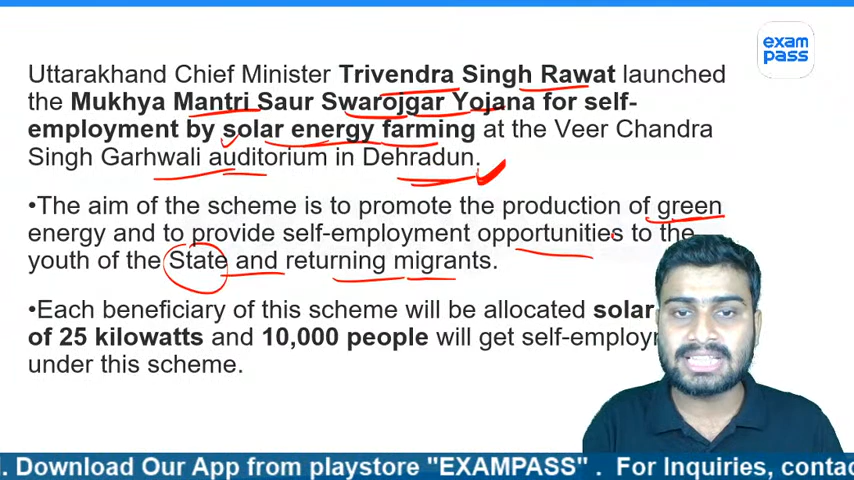 exam
pass
Uttarakhand Chief Minister Trivendra Singh Rawat launched
the Mukhya Mantri Saur Swarojgar Yojana for self-
employment by solar energy farming at the Veer Chandra
Singh Garhwali auditorium in Dehradun.
•The aim of the scheme is to promote the production of green
energy and to provide self-employment opportunities to the
youth of the State and returning migrants.
•Each beneficiary of this scheme will be allocated solar
of 25 kilowatts and 10,000 people will get self-employ
under this scheme.
. Download Our App from playstore "EXAMPASS" . For Inquiries, contac